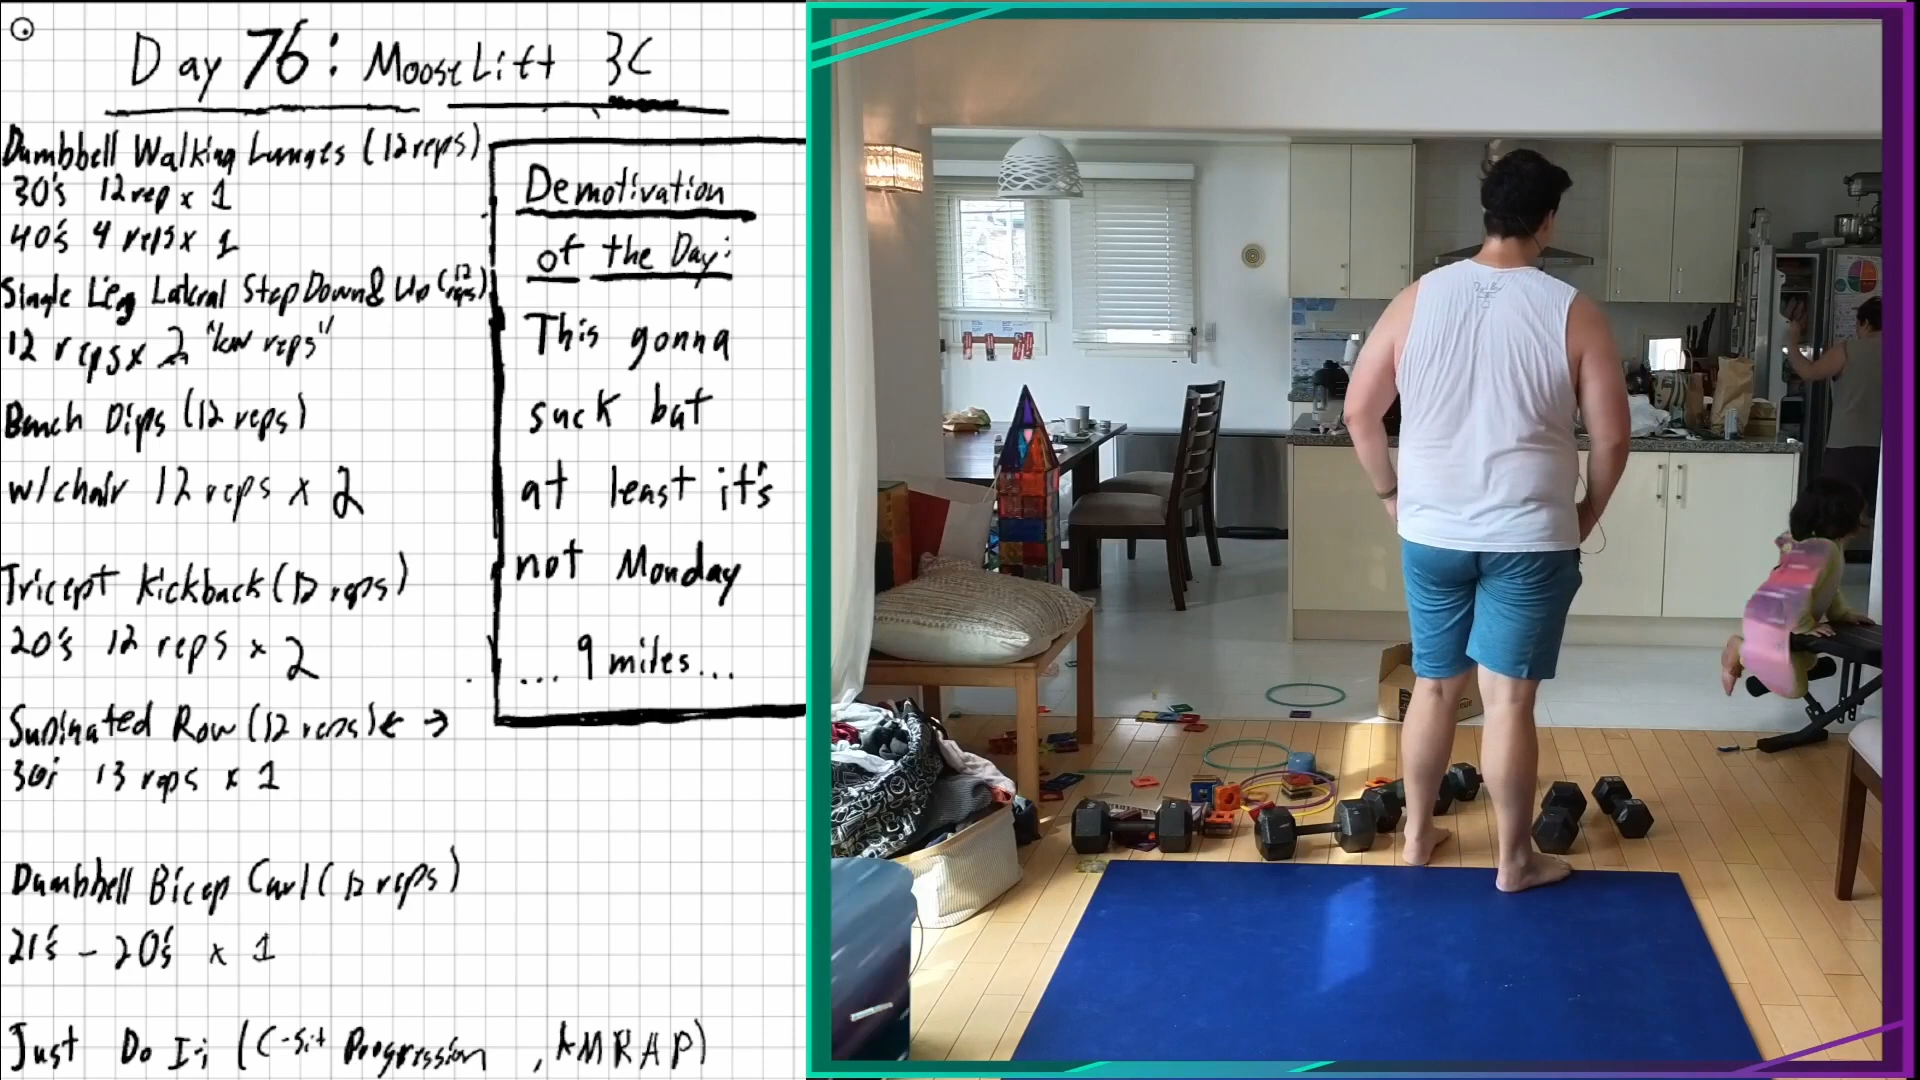 Day 76: MooseLift 3C
Dumbbell Walking Lunges (12 reps)
30's 12 rep x 1
40's 4 reps x 1
Single Leg Lateral Step Down & Up (12 reps)
12 reps x 2 "low reps"
Bench Dips (12 reps)
w/chair 12 reps x 2
Tricept Kickback (12 reps)
20's 12 reps x 2
Supinated Row (12 reps) ← →
30's 13 reps x 1
Dumbbell Bicep Curl (12 reps)
21's - 20's x 1
Just Do It; (C-sit Progression, AMRAP)
Demotivation
of the Day:
This gonna
suck but
at least it's
not Monday
... 9 miles...